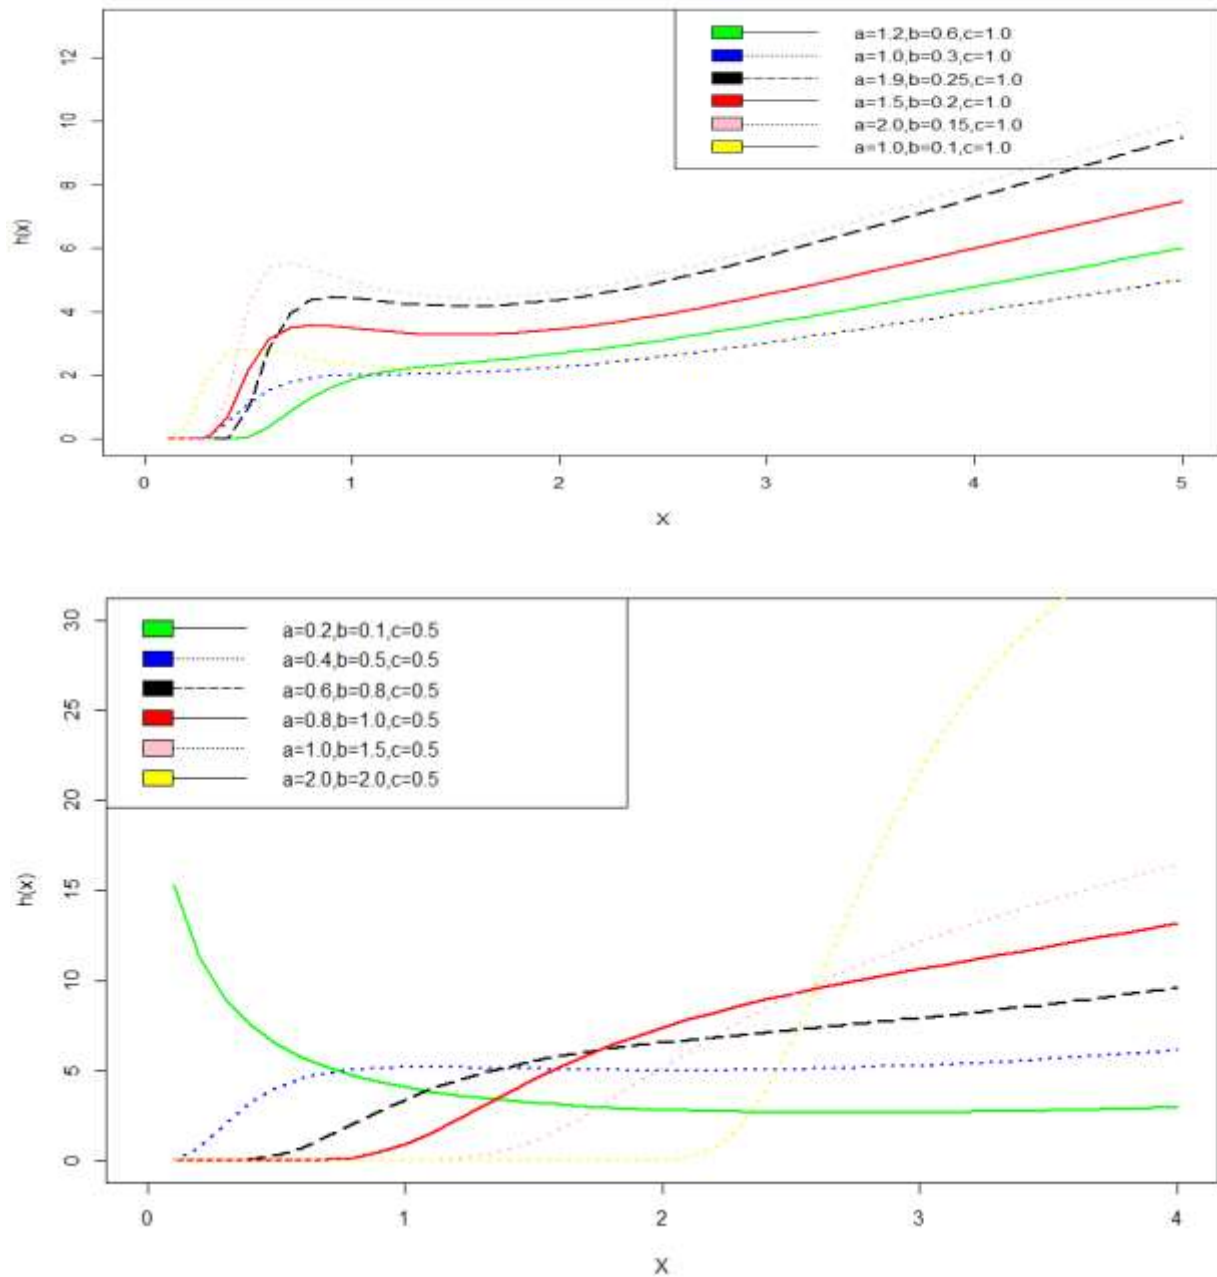 a=1.2,b=0.6,c=1.0
a=1.0,b=0.3,c=1.0
a=1.9,b=0.25,c=1.0
a=1.5,b=0.2,c=1.0
a=2.0,b=0.15,c=1.0
a=1.0,b=0.1,c=1.0
12
10
8
6
4
2
0
h(x)
0 1 2 3 4 5
X
a=0.2,b=0.1,c=0.5
a=0.4,b=0.5,c=0.5
a=0.6,b=0.8,c=0.5
a=0.8,b=1.0,c=0.5
a=1.0,b=1.5,c=0.5
a=2.0,b=2.0,c=0.5
30
25
20
15
10
5
0
h(x)
0 1 2 3 4
X